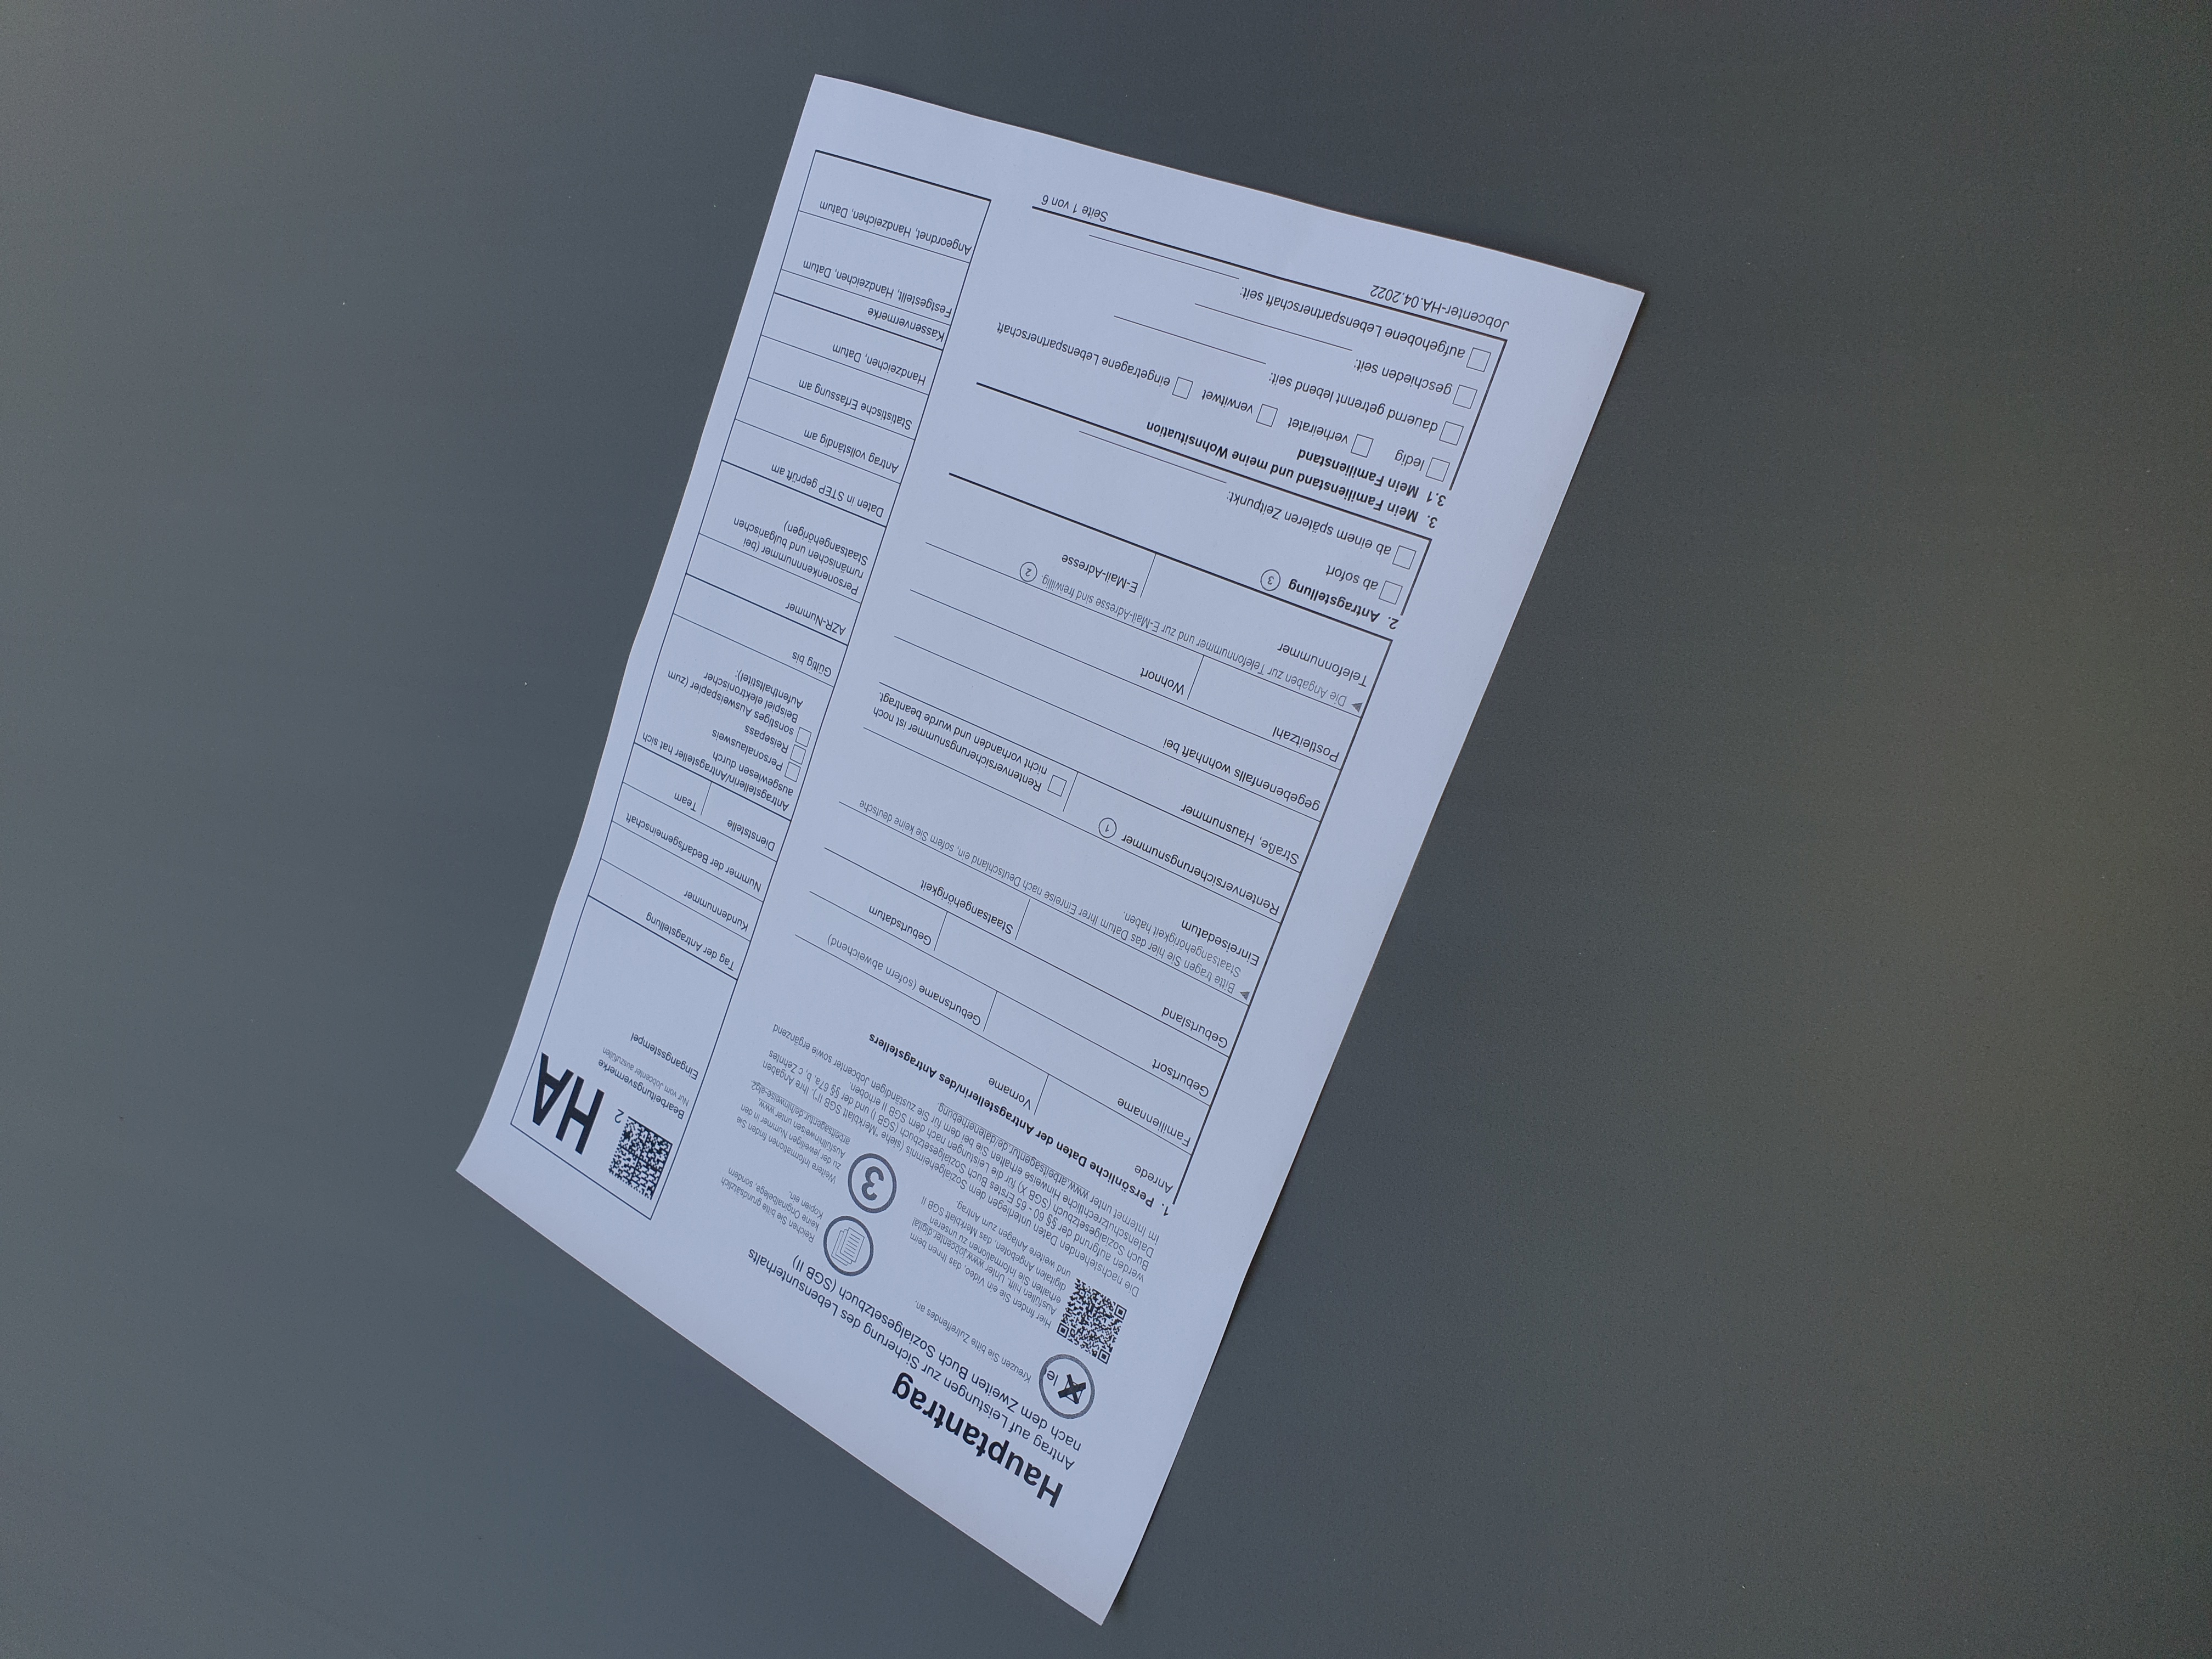 Hauptantrag
Antrag auf Leistungen zur Sicherung des Lebensunterhalts
nach dem Zweiten Buch Sozialgesetzbuch (SGB II)
Kreuzen Sie bitte Zutreffendes an.
Reichen Sie bitte grundsätzlich
keine Originalbelege, sondern
Kopien ein.
Hier finden Sie ein Video, das Ihnen beim
Ausfüllen hilft. Unter www.jobcenter.digital
erhalten Sie Informationen zu unseren
digitalen Angeboten, das Merkblatt SGB II
und weitere Anlagen zum Antrag.
3
Weitere Informationen finden Sie
zu der jeweiligen Nummer in den
Ausfüllhinweisen unter www.
arbeitsagentur.de/hinweise-alg2.
Die nachstehenden Daten unterliegen dem Sozialgeheimnis (siehe "Merkblatt SGB II"). Ihre Angaben
werden aufgrund der §§ 60 - 65 Erstes Buch Sozialgesetzbuch (SGB I) und der §§ 67a, b, c Zehntes
Buch Sozialgesetzbuch (SGB X) für die Leistungen nach dem SGB II erhoben.
Datenschutzrechtliche Hinweise erhalten Sie bei dem für Sie zuständigen Jobcenter sowie ergänzend
im Internet unter www.arbeitsagentur.de/datenerhebung.
1. Persönliche Daten der Antragstellerin/des Antragstellers
Anrede
Vorname
Familienname
Geburtsname (sofern abweichend)
Geburtsort
Geburtsdatum
Geburtsland
Staatsangehörigkeit
Bitte tragen Sie hier das Datum Ihrer Einreise nach Deutschland ein, sofern Sie keine deutsche
Staatsangehörigkeit haben.
Einreisedatum
Rentenversicherungsnummer 1
Rentenversicherungsnummer ist noch
nicht vorhanden und wurde beantragt.
Straße, Hausnummer
gegebenenfalls wohnhaft bei
Postleitzahl
Wohnort
Die Angaben zur Telefonnummer und zur E-Mail-Adresse sind freiwillig. 2
Telefonnummer
E-Mail-Adresse
2. Antragstellung 3
ab sofort
ab einem späteren Zeitpunkt:
3. Mein Familienstand und meine Wohnsituation
3.1 Mein Familienstand
ledig verheiratet verwitwet eingetragene Lebenspartnerschaft
dauernd getrennt lebend seit:
geschieden seit:
aufgehobene Lebenspartnerschaft seit:
Jobcenter-HA.04.2022
Seite 1 von 6
2
HA
Bearbeitungsvermerke
Nur vom Jobcenter auszufüllen
Eingangsstempel
Tag der Antragstellung
Kundennummer
Nummer der Bedarfsgemeinschaft
Dienststelle
Team
Antragstellerin/Antragsteller hat sich
ausgewiesen durch
Personalausweis
Reisepass
sonstiges Ausweispapier (zum
Beispiel elektronischer
Aufenthaltstitel):
Gültig bis
AZR-Nummer
Personenkennnummer (bei
rumänischen und bulgarischen
Staatsangehörigen)
Daten in STEP geprüft am
Antrag vollständig am
Statistische Erfassung am
Handzeichen, Datum
Kassenvermerke
Festgestellt, Handzeichen, Datum
Angeordnet, Handzeichen, Datum